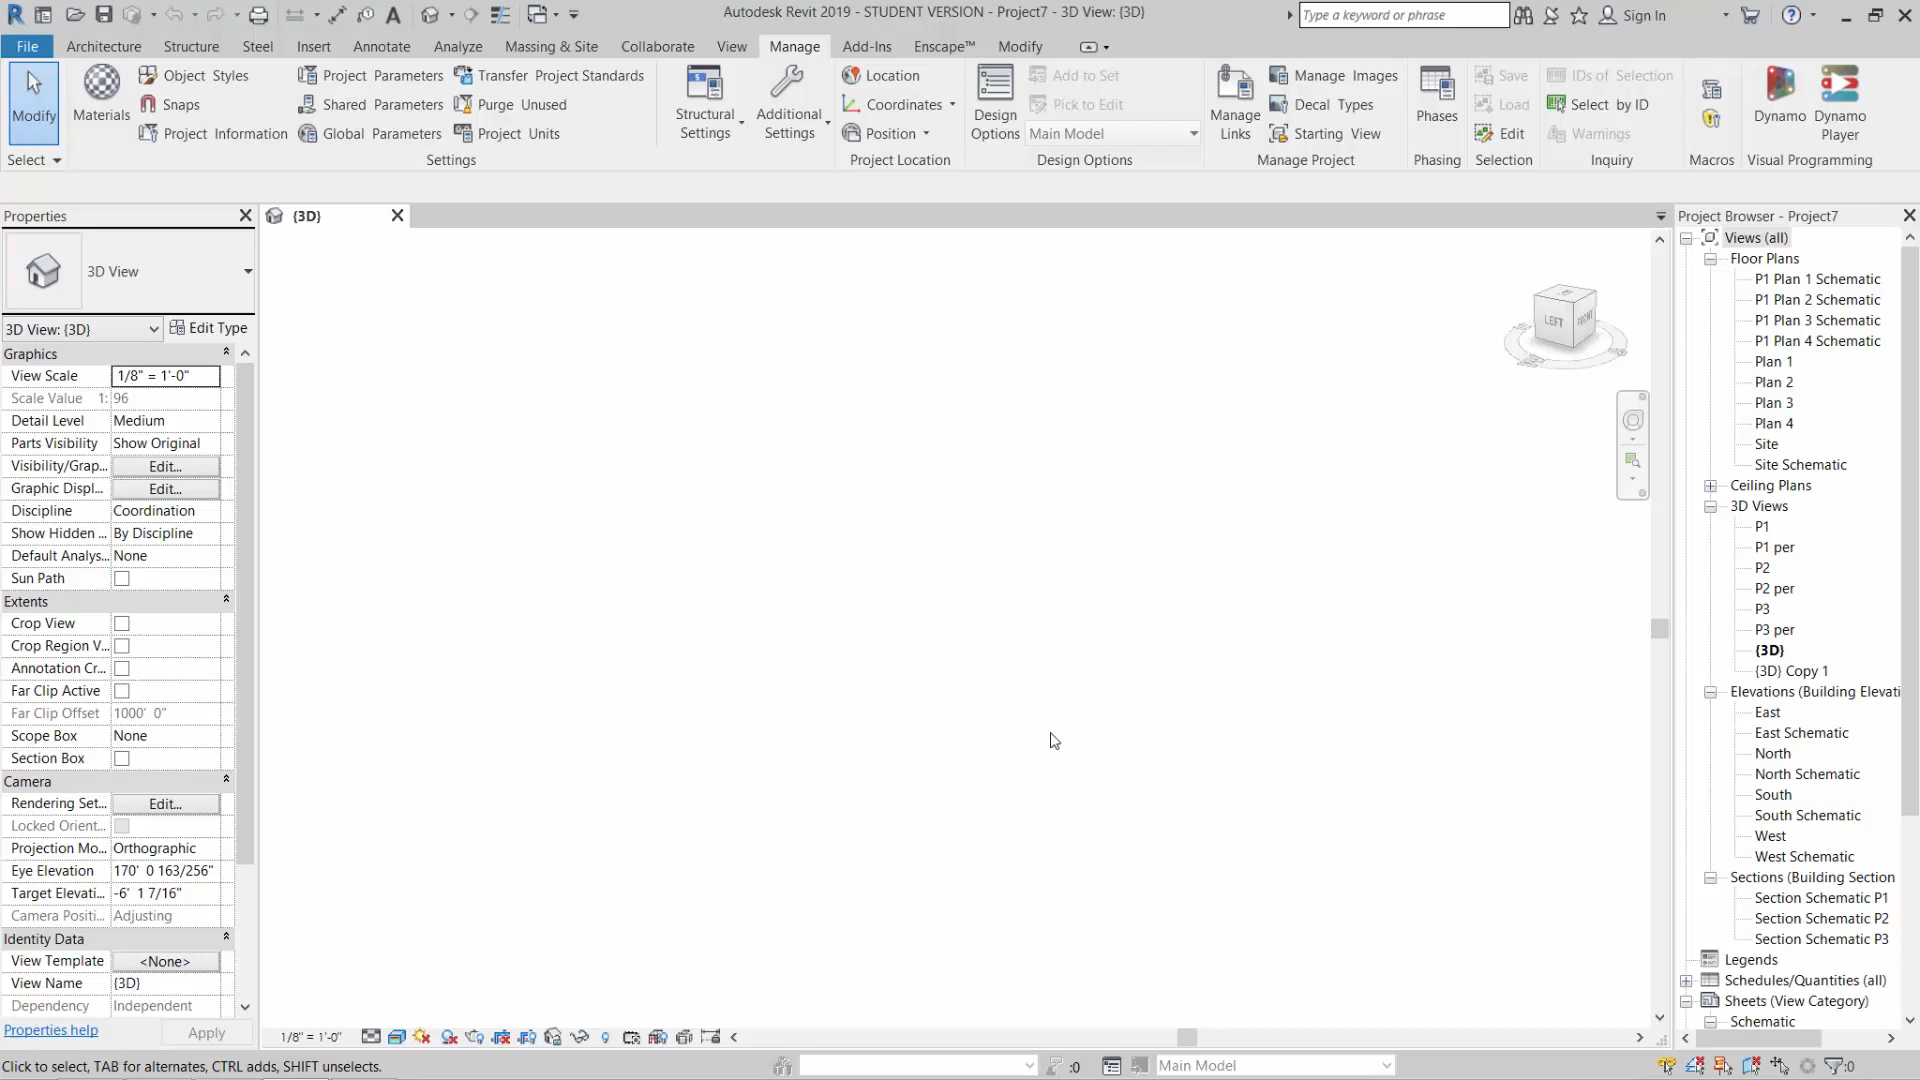 Autodesk Revit 2019 - STUDENT VERSION - Project7 - 3D View: {3D}
Type a keyword or phrase
Sign In
File Architecture Structure Steel Insert Annotate Analyze Massing & Site Collaborate View Manage Add-Ins Enscape™ Modify
Modify
Materials
Object Styles
Snaps
Project Information
Project Parameters
Shared Parameters
Global Parameters
Transfer Project Standards
Purge Unused
Project Units
Structural Settings
Additional Settings
Location
Coordinates
Position
Design Options
Add to Set
Pick to Edit
Main Model
Manage Links
Manage Images
Decal Types
Starting View
Phases
Save
Load
Edit
IDs of Selection
Select by ID
Warnings
Dynamo
Dynamo Player
Select Settings Project Location Design Options Manage Project Phasing Selection Inquiry Macros Visual Programming
Properties
3D View
3D View: {3D} Edit Type
Graphics
View Scale 1/8" = 1'-0"
Scale Value 1: 96
Detail Level Medium
Parts Visibility Show Original
Visibility/Grap... Edit...
Graphic Displ... Edit...
Discipline Coordination
Show Hidden ... By Discipline
Default Analys... None
Sun Path
Extents
Crop View
Crop Region V...
Annotation Cr...
Far Clip Active
Far Clip Offset 1000' 0"
Scope Box None
Section Box
Camera
Rendering Set... Edit...
Locked Orient...
Projection Mo... Orthographic
Eye Elevation 170' 0 163/256"
Target Elevati... -6' 1 7/16"
Camera Positi... Adjusting
Identity Data
View Template <None>
View Name {3D}
Dependency Independent
Properties help Apply
{3D}
LEFT FRONT
1/8" = 1'-0"
Project Browser - Project7
Views (all)
Floor Plans
P1 Plan 1 Schematic
P1 Plan 2 Schematic
P1 Plan 3 Schematic
P1 Plan 4 Schematic
Plan 1
Plan 2
Plan 3
Plan 4
Site
Site Schematic
Ceiling Plans
3D Views
P1
P1 per
P2
P2 per
P3
P3 per
{3D}
{3D} Copy 1
Elevations (Building Elevati
East
East Schematic
North
North Schematic
South
South Schematic
West
West Schematic
Sections (Building Section
Section Schematic P1
Section Schematic P2
Section Schematic P3
Legends
Schedules/Quantities (all)
Sheets (View Category)
Schematic
Click to select, TAB for alternates, CTRL adds, SHIFT unselects.
:0
Main Model
:0